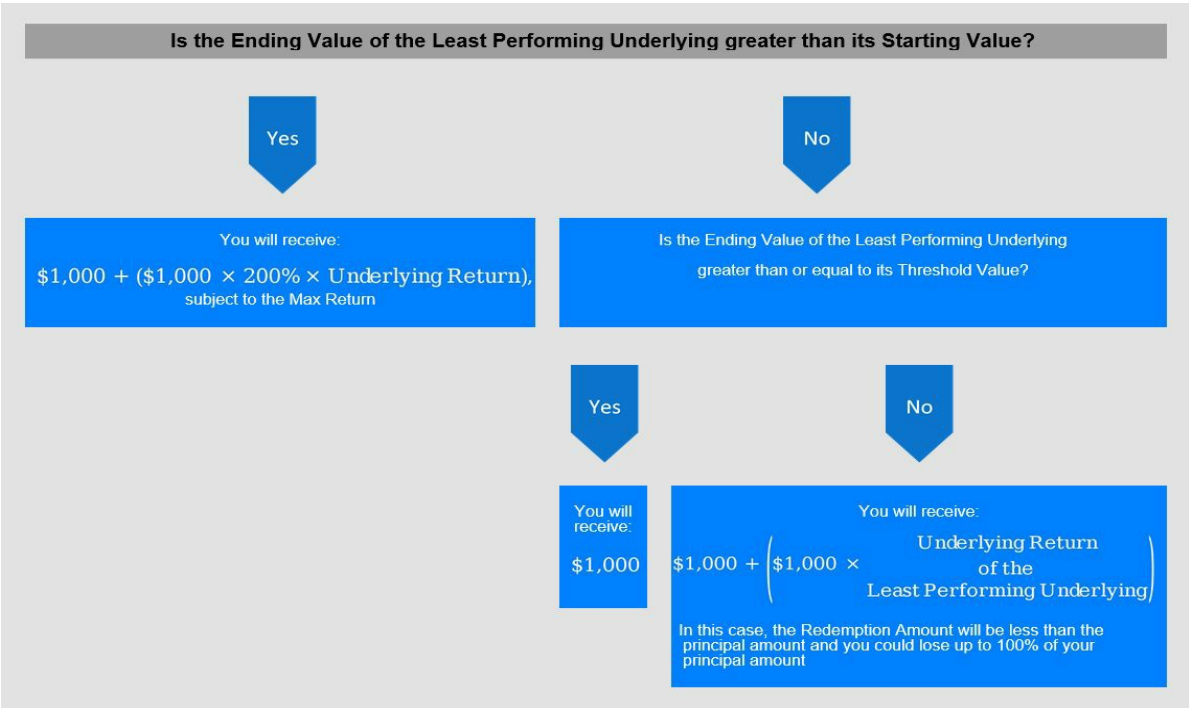 Is the Ending Value of the Least Performing Underlying greater than its Starting Value?
Yes
No
You will receive:
$1,000 + ($1,000 × 200% × Underlying Return),
subject to the Max Return
Is the Ending Value of the Least Performing Underlying
greater than or equal to its Threshold Value?
Yes
No
You will
receive:
$1,000
You will receive:
$1,000 + ($1,000 × Underlying Return
of the
Least Performing Underlying)
In this case, the Redemption Amount will be less than the
principal amount and you could lose up to 100% of your
principal amount